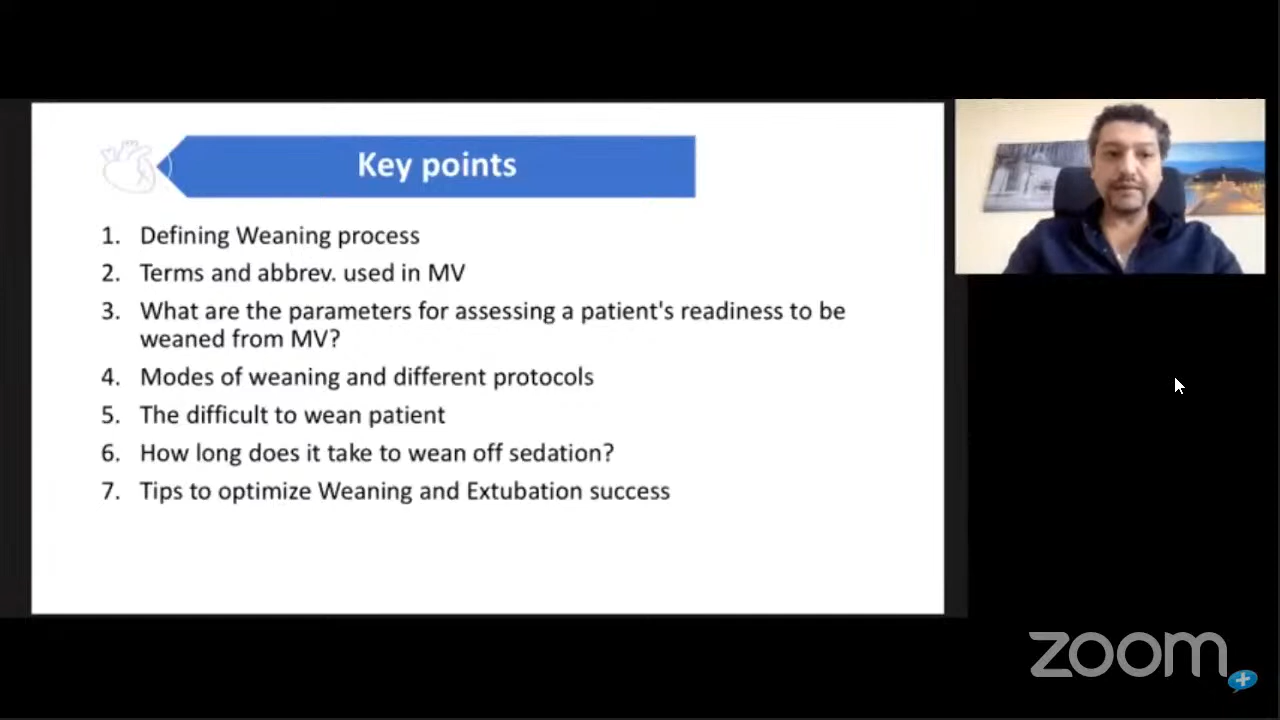 Key points
1. Defining Weaning process
2. Terms and abbrev. used in MV
3. What are the parameters for assessing a patient's readiness to be
weaned from MV?
4. Modes of weaning and different protocols
5. The difficult to wean patient
6. How long does it take to wean off sedation?
7. Tips to optimize Weaning and Extubation success
zoom